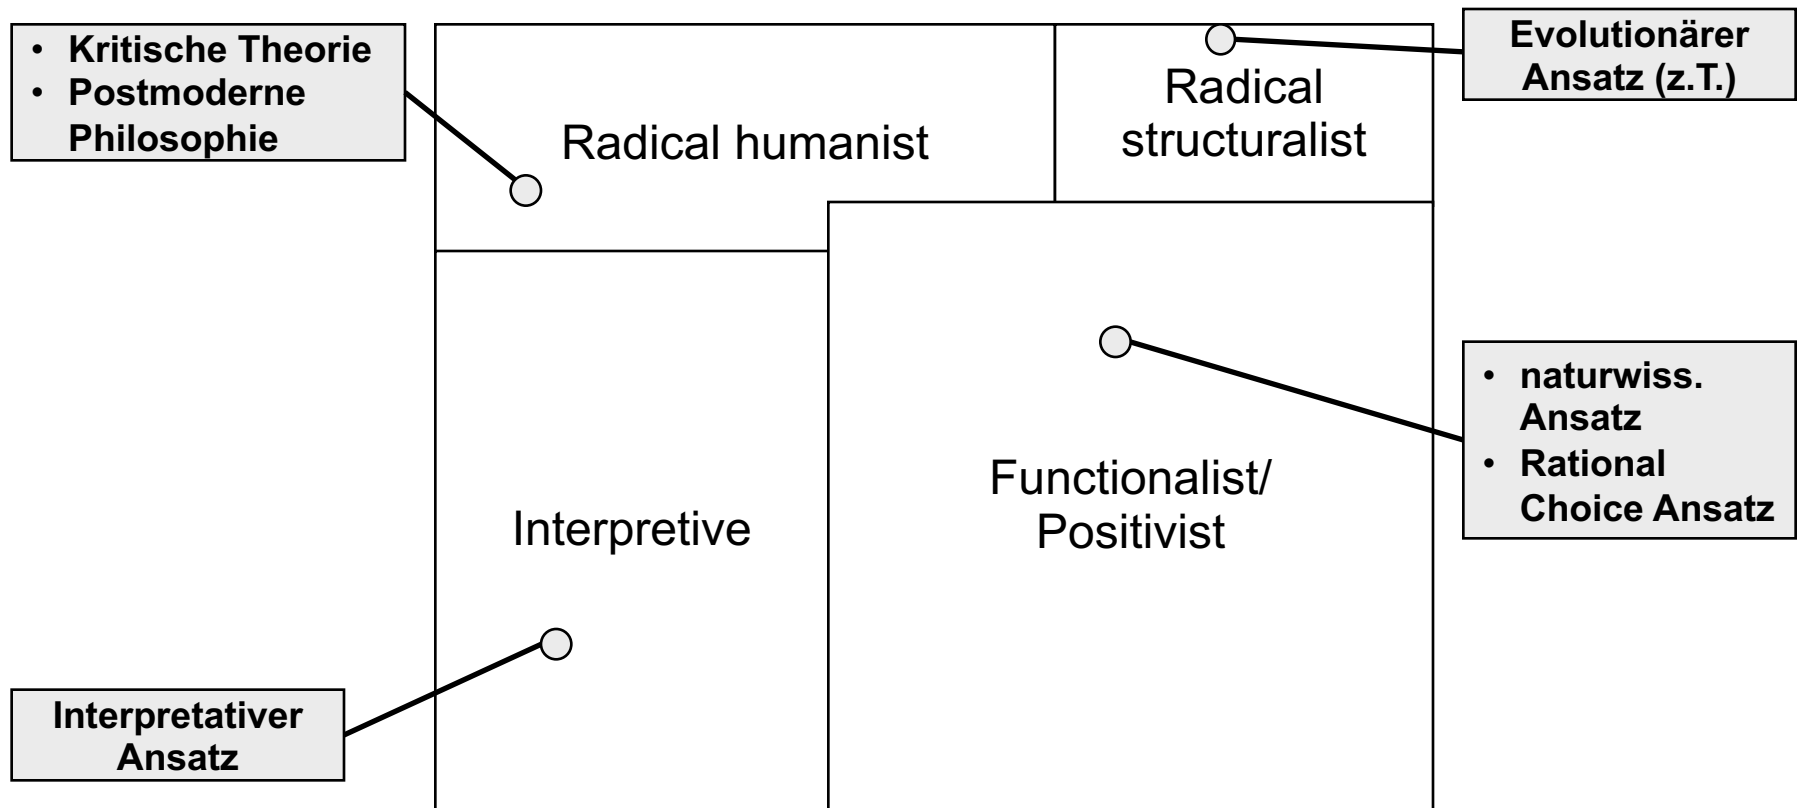 • Kritische Theorie
• Postmoderne
Philosophie
Radical humanist
Radical
structuralist
Evolutionärer
Ansatz (z.T.)
Interpretive
Functionalist/
Positivist
• naturwiss.
Ansatz
• Rational
Choice Ansatz
Interpretativer
Ansatz